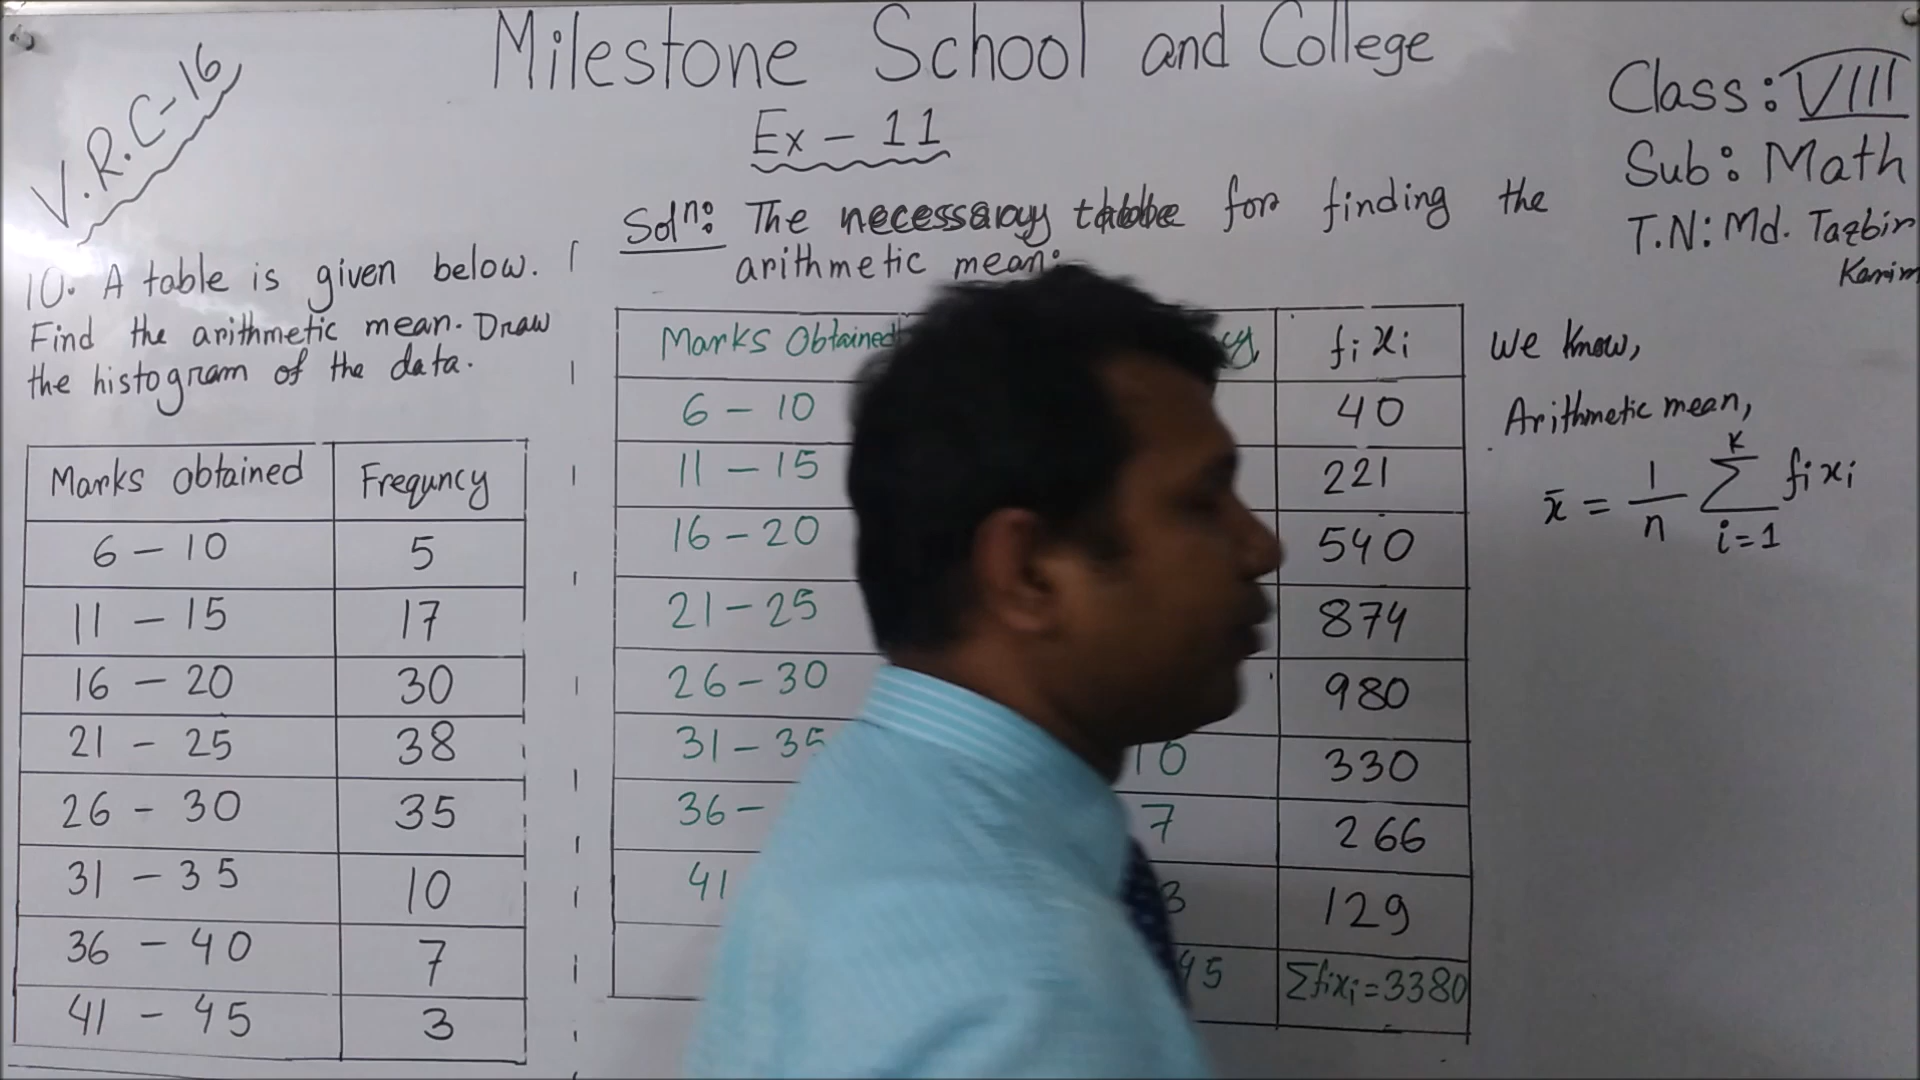 Milestone School and College
V.R.C-16
Ex - 11
Class: VIII
Sub: Math
T.N: Md. Tazbir
Karim
10. A table is given below.
Find the arithmetic mean. Draw
the histogram of the data.
Marks obtained Frequncy
6 - 10 5
11 - 15 17
16 - 20 30
21 - 25 38
26 - 30 35
31 - 35 10
36 - 40 7
41 - 45 3
Solⁿ: The necessary table for finding the
arithmetic mean:
Marks Obtained fixi
6 - 10 40
11 - 15 221
16 - 20 540
21 - 25 874
26 - 30 980
31 - 35 10 330
36 - 7 266
41 3 129
45 Σfixi = 3380
We know,
Arithmetic mean,
x̄ = 1/n Σ_{i=1}^{k} fixi